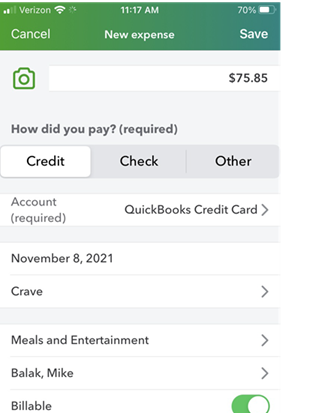 Verizon 11:17 AM 70%
Cancel New expense Save
$75.85
How did you pay? (required)
Credit Check Other
Account
(required) QuickBooks Credit Card
November 8, 2021
Crave
Meals and Entertainment
Balak, Mike
Billable